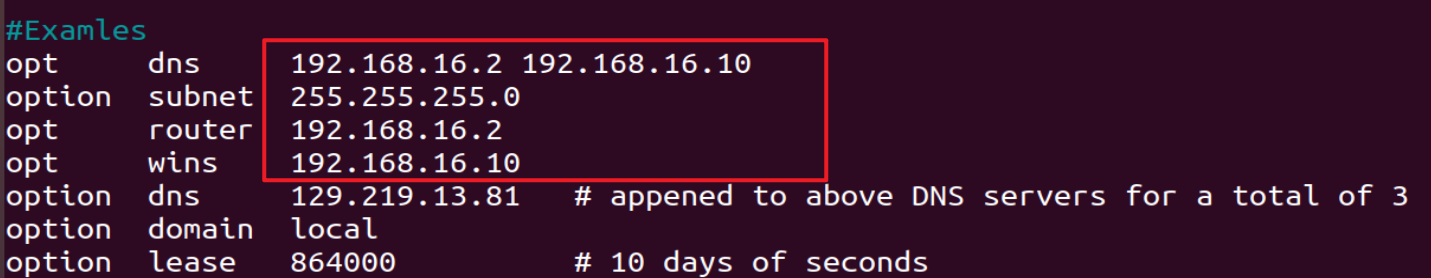 #Examles
opt     dns     192.168.16.2 192.168.16.10
option  subnet  255.255.255.0
opt     router  192.168.16.2
opt     wins    192.168.16.10
option  dns     129.219.13.81   # appened to above DNS servers for a total of 3
option  domain  local
option  lease   864000          # 10 days of seconds